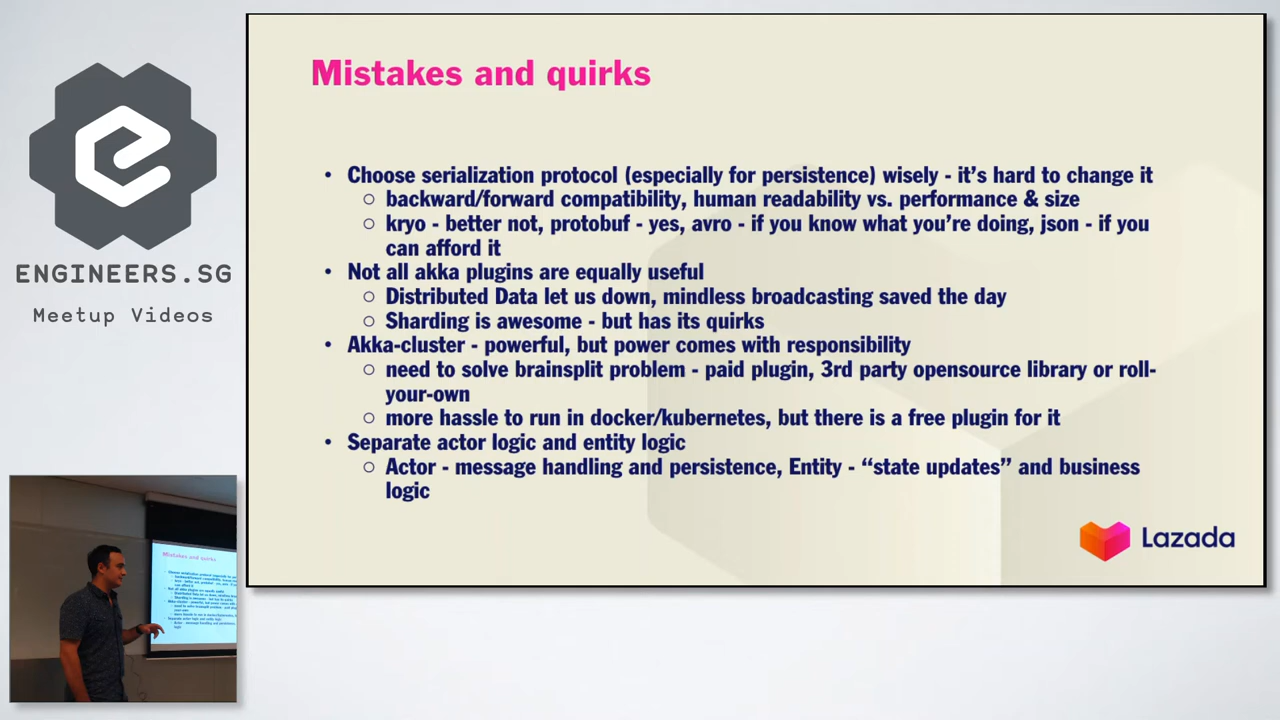 ENGINEERS.SG
Meetup Videos
Mistakes and quirks
• Choose serialization protocol (especially for persistence) wisely - it’s hard to change it
○ backward/forward compatibility, human readability vs. performance & size
○ kryo - better not, protobuf - yes, avro - if you know what you’re doing, json - if you
can afford it
• Not all akka plugins are equally useful
○ Distributed Data let us down, mindless broadcasting saved the day
○ Sharding is awesome - but has its quirks
• Akka-cluster - powerful, but power comes with responsibility
○ need to solve brainsplit problem - paid plugin, 3rd party opensource library or roll-
your-own
○ more hassle to run in docker/kubernetes, but there is a free plugin for it
• Separate actor logic and entity logic
○ Actor - message handling and persistence, Entity - “state updates” and business
logic
Lazada
Mistakes and quirks